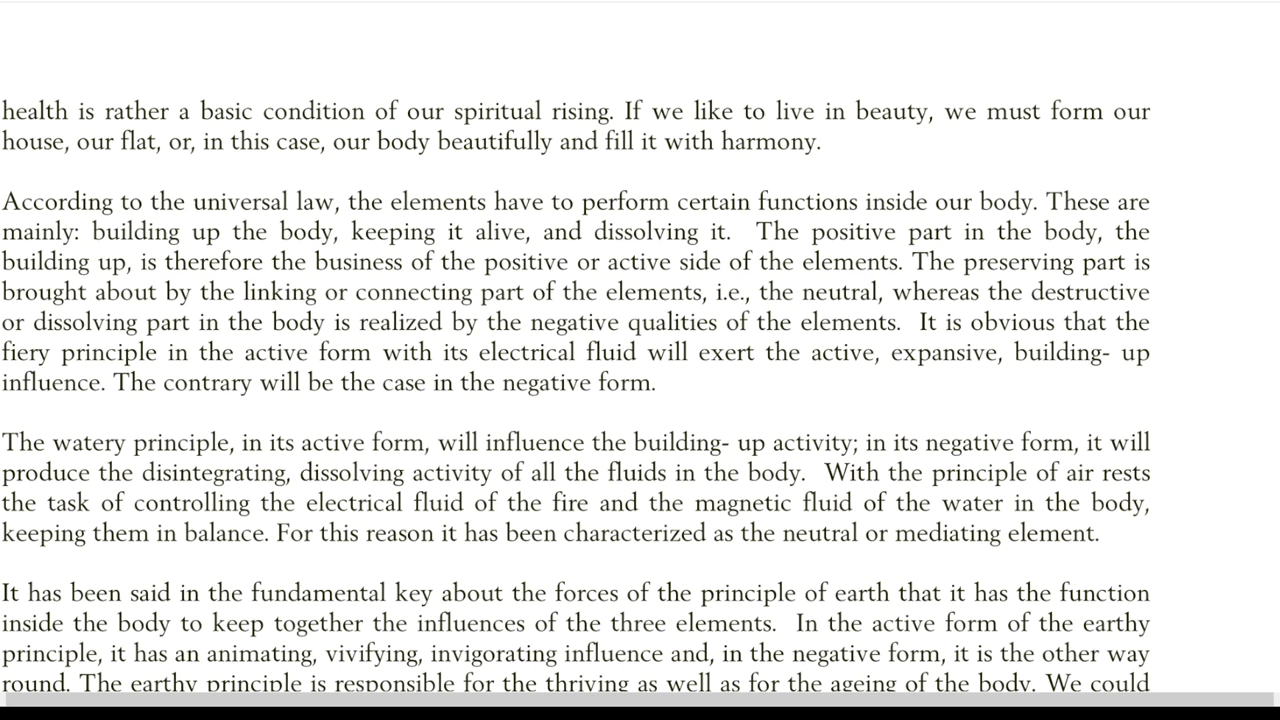 health is rather a basic condition of our spiritual rising. If we like to live in beauty, we must form our
house, our flat, or, in this case, our body beautifully and fill it with harmony.
According to the universal law, the elements have to perform certain functions inside our body. These are
mainly: building up the body, keeping it alive, and dissolving it.  The positive part in the body, the
building up, is therefore the business of the positive or active side of the elements. The preserving part is
brought about by the linking or connecting part of the elements, i.e., the neutral, whereas the destructive
or dissolving part in the body is realized by the negative qualities of the elements.  It is obvious that the
fiery principle in the active form with its electrical fluid will exert the active, expansive, building- up
influence. The contrary will be the case in the negative form.
The watery principle, in its active form, will influence the building- up activity; in its negative form, it will
produce the disintegrating, dissolving activity of all the fluids in the body.  With the principle of air rests
the task of controlling the electrical fluid of the fire and the magnetic fluid of the water in the body,
keeping them in balance. For this reason it has been characterized as the neutral or mediating element.
It has been said in the fundamental key about the forces of the principle of earth that it has the function
inside the body to keep together the influences of the three elements.  In the active form of the earthy
principle, it has an animating, vivifying, invigorating influence and, in the negative form, it is the other way
round. The earthy principle is responsible for the thriving as well as for the ageing of the body. We could